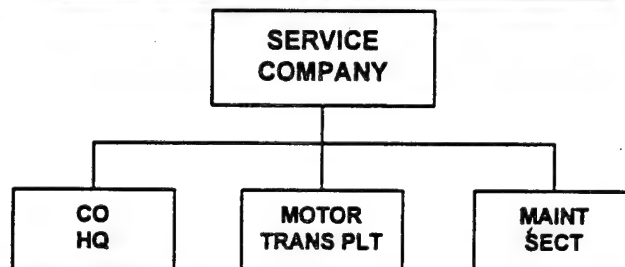 SERVICE
COMPANY
CO
HQ
MOTOR
TRANS PLT
MAINT
SECT